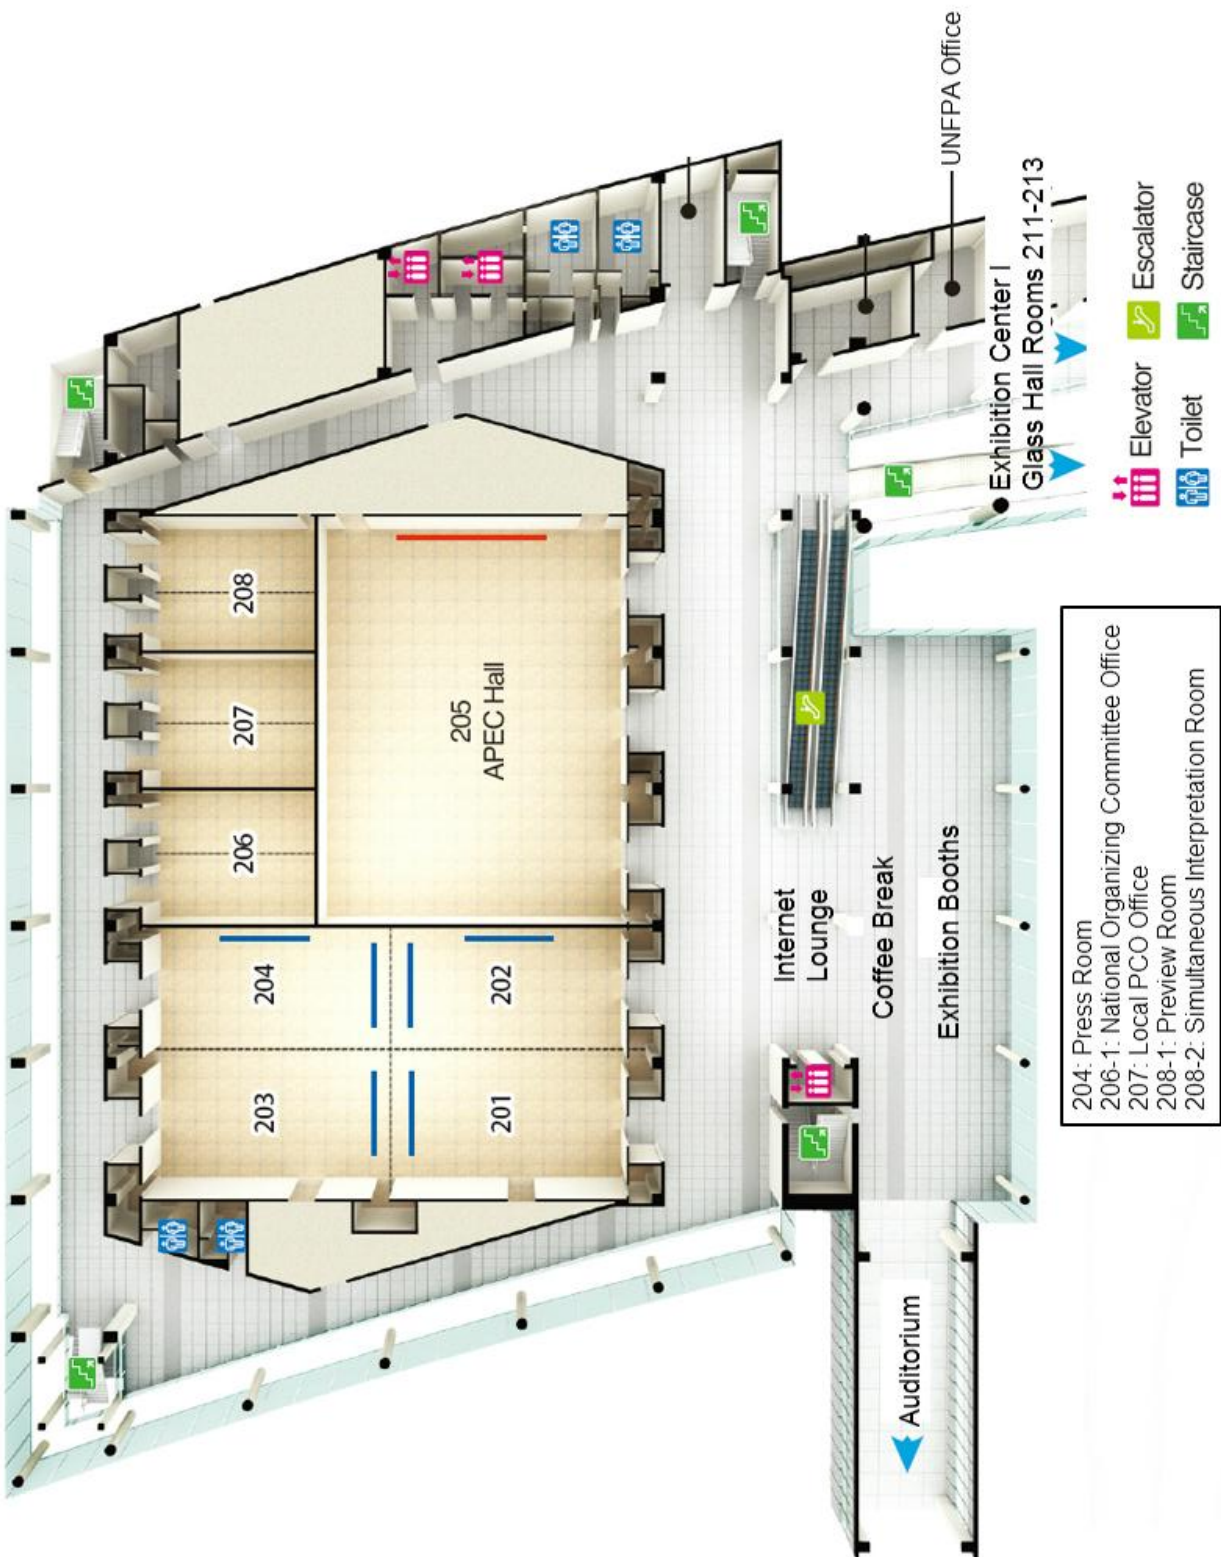 UNFPA Office
208
207
206
205
APEC Hall
204
202
203
201
Exhibition Center I
Glass Hall Rooms 211-213
Internet
Lounge
Coffee Break
Exhibition Booths
Auditorium
Elevator
Escalator
Toilet
Staircase
204: Press Room
206-1: National Organizing Committee Office
207: Local PCO Office
208-1: Preview Room
208-2: Simultaneous Interpretation Room